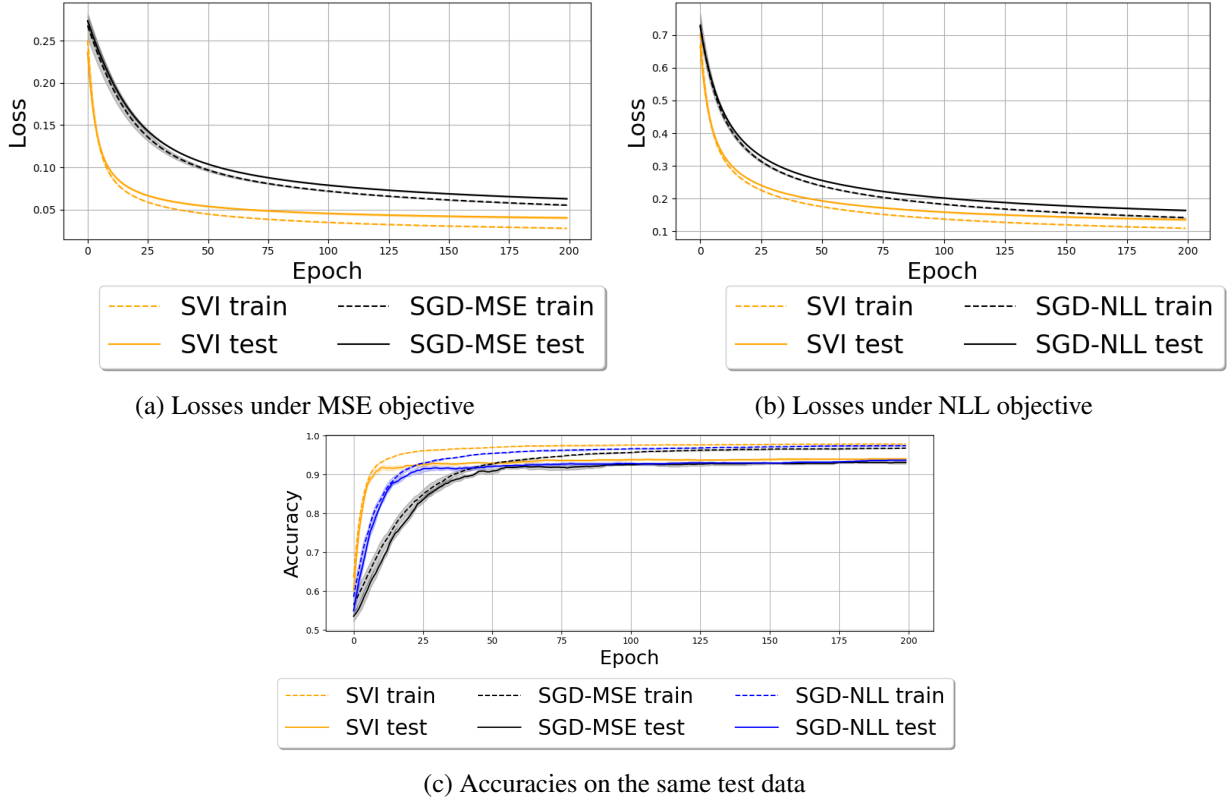 0.25
0.20
0.15
0.10
0.05
Loss
0 25 50 75 100 125 150 175 200
Epoch
SVI train SGD-MSE train
SVI test SGD-MSE test
(a) Losses under MSE objective
0.7
0.6
0.5
0.4
0.3
0.2
0.1
Loss
0 25 50 75 100 125 150 175 200
Epoch
SVI train SGD-NLL train
SVI test SGD-NLL test
(b) Losses under NLL objective
1.0
0.9
0.8
0.7
0.6
0.5
Accuracy
0 25 50 75 100 125 150 175 200
Epoch
SVI train SGD-MSE train SGD-NLL train
SVI test SGD-MSE test SGD-NLL test
(c) Accuracies on the same test data